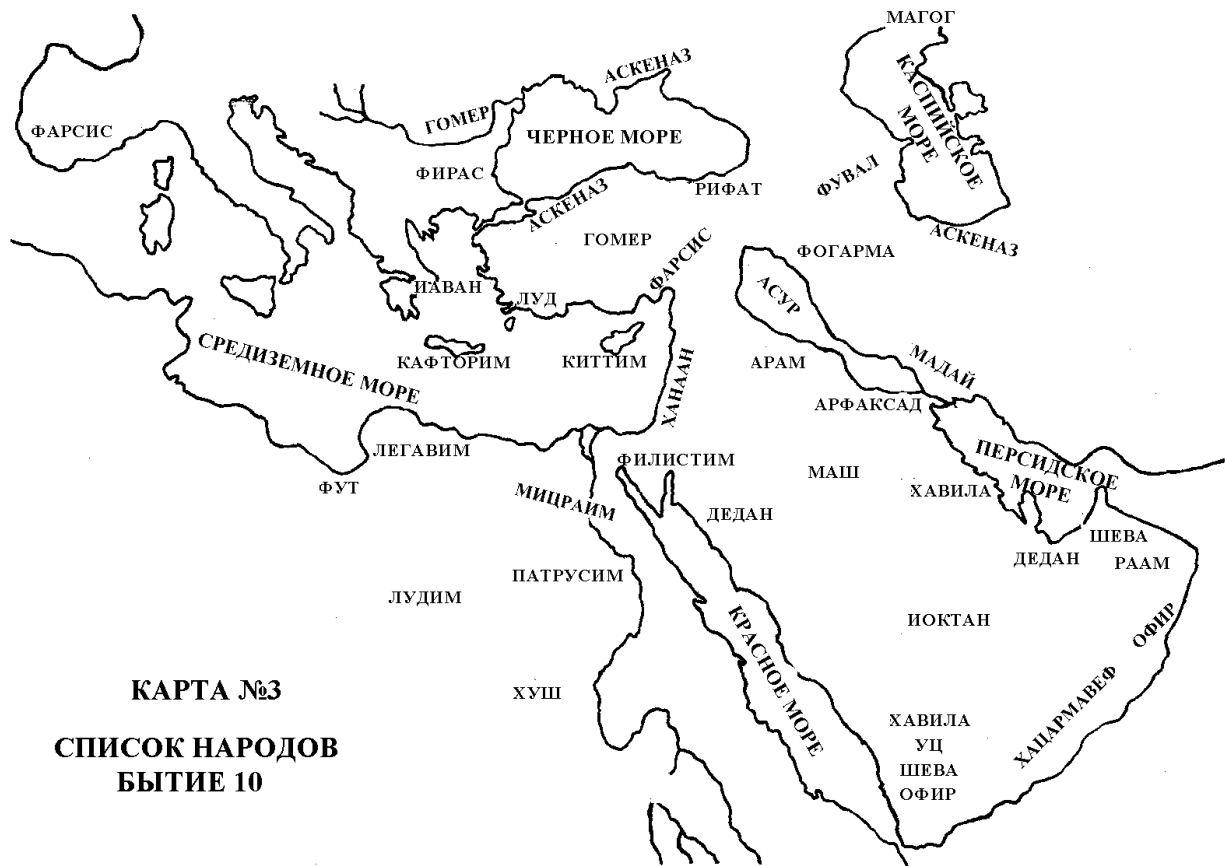 МАГОГ
АСКЕНАЗ
КАСПИЙСКОЕ
МОРЕ
ГОМЕР
ФАРСИС
ЧЕРНОЕ МОРЕ
ФИРАС
РИФАТ
ФУВАЛ
АСКЕНАЗ
АСКЕНАЗ
ГОМЕР
ФОГАРМА
ФАРСИС
ИАВАН
ЛУД
АСУР
СРЕДИЗЕМНОЕ МОРЕ
КАФТОРИМ
КИТТИМ
ХАНААН
АРАМ
МАДАЙ
АРФАКСАД
ЛЕГАВИМ
ФИЛИСТИМ
ФУТ
МИЦРАИМ
МАШ
ПЕРСИДСКОЕ
МОРЕ
ХАВИЛА
ДЕДАН
ШЕВА
ДЕДАН
РААМ
ПАТРУСИМ
ЛУДИМ
ИОКТАН
ОФИР
КРАСНОЕ МОРЕ
ХУШ
ХАЦАРМАВЕФ
ХАВИЛА
УЦ
ШЕВА
ОФИР
КАРТА №3
СПИСОК НАРОДОВ
БЫТИЕ 10